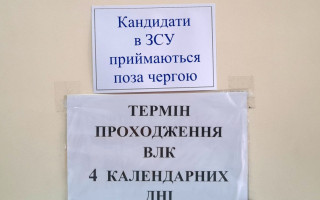 Кандидати
в ЗСУ
приймаються
поза чергою
ТЕРМІН
ПРОХОДЖЕННЯ
ВЛК
4 КАЛЕНДАРНИХ
ДНІ